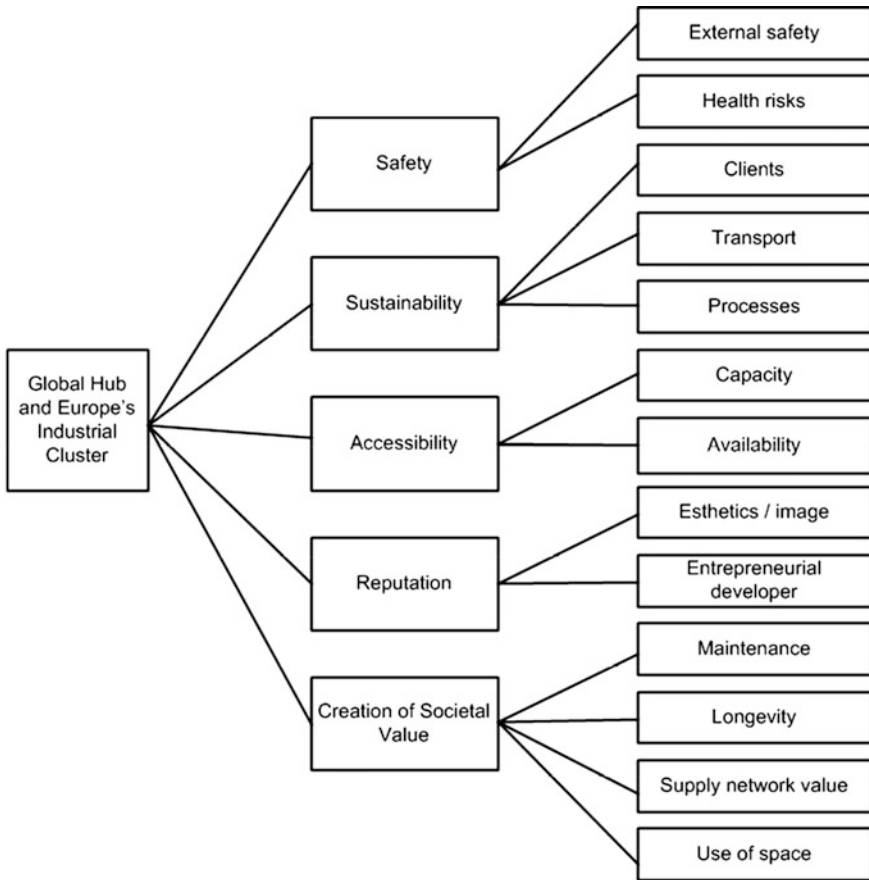 Global Hub
and Europe's
Industrial
Cluster
Safety
Sustainability
Accessibility
Reputation
Creation of Societal
Value
External safety
Health risks
Clients
Transport
Processes
Capacity
Availability
Esthetics / image
Entrepreneurial
developer
Maintenance
Longevity
Supply network value
Use of space